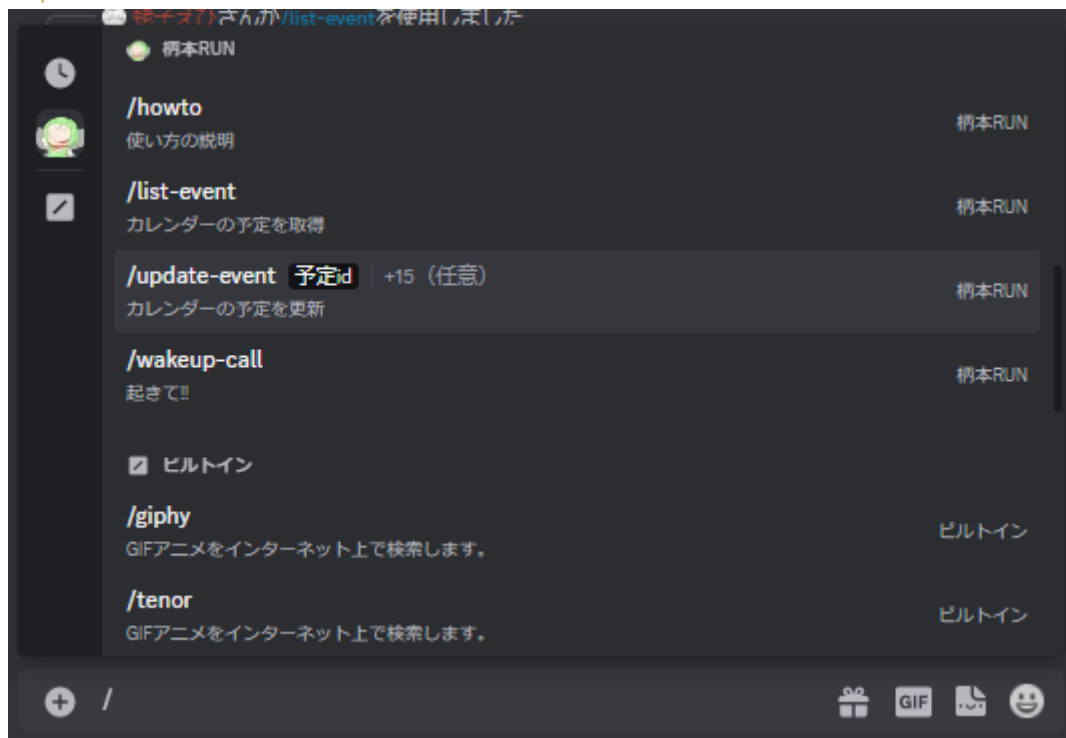 さんが/list-eventを使用しました
柄本RUN
/howto
使い方の説明
柄本RUN
/list-event
カレンダーの予定を取得
柄本RUN
/update-event 予定id +15（任意）
カレンダーの予定を更新
柄本RUN
/wakeup-call
起きて!!
柄本RUN
ビルトイン
/giphy
GIFアニメをインターネット上で検索します。
ビルトイン
/tenor
GIFアニメをインターネット上で検索します。
ビルトイン
/
GIF